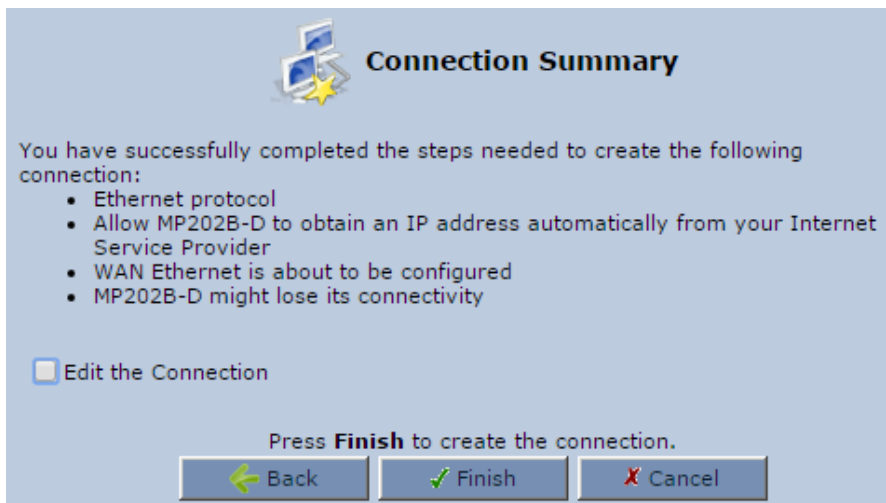 Connection Summary
You have successfully completed the steps needed to create the following
connection:
• Ethernet protocol
• Allow MP202B-D to obtain an IP address automatically from your Internet
Service Provider
• WAN Ethernet is about to be configured
• MP202B-D might lose its connectivity
Edit the Connection
Press Finish to create the connection.
Back Finish Cancel